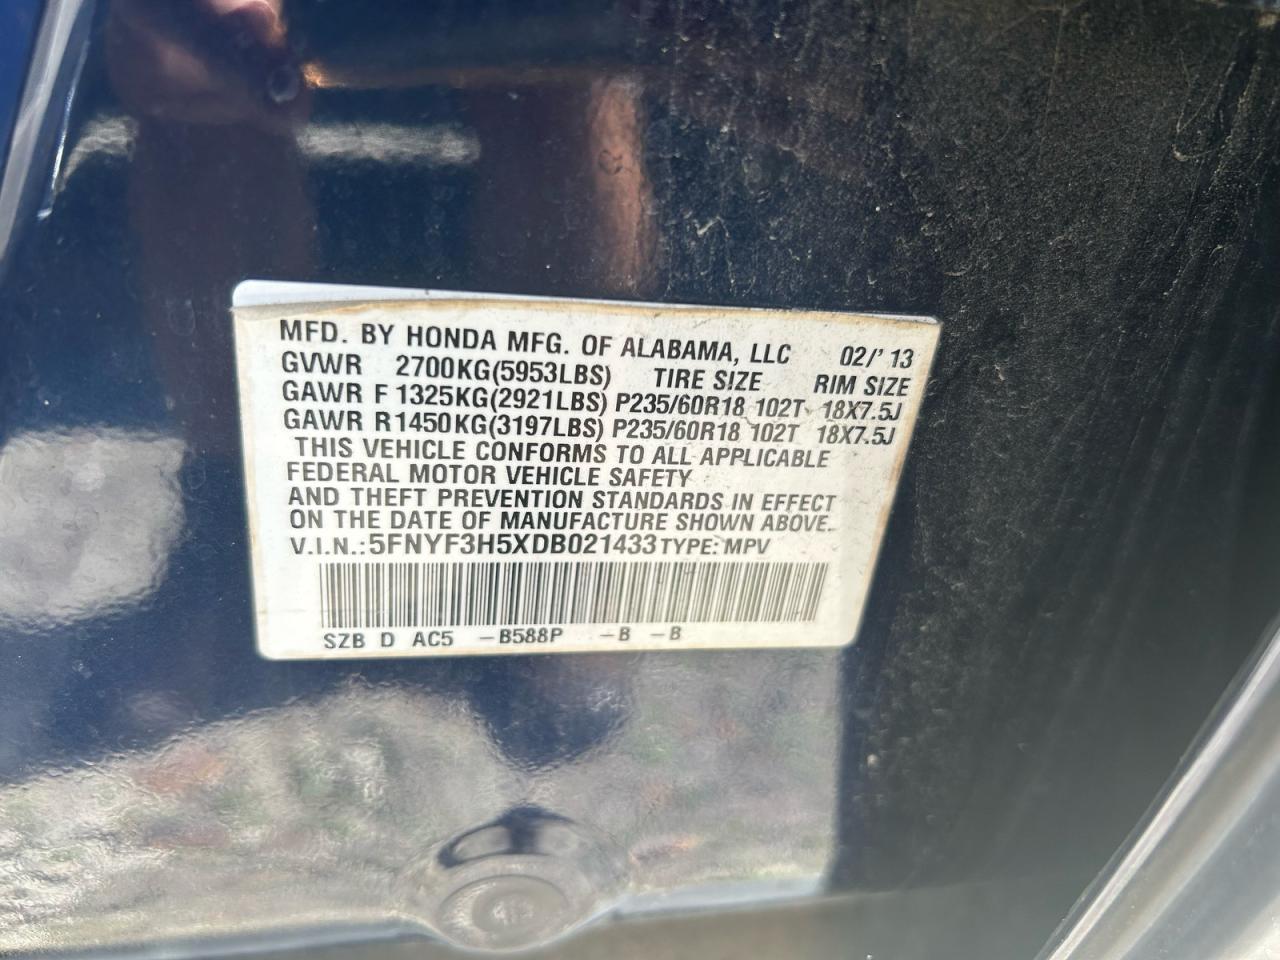 MFD. BY HONDA MFG. OF ALABAMA, LLC 02/'13
GVWR 2700KG(5953LBS) TIRE SIZE RIM SIZE
GAWR F 1325KG(2921LBS) P235/60R18 102T 18X7.5J
GAWR R 1450KG(3197LBS) P235/60R18 102T 18X7.5J
THIS VEHICLE CONFORMS TO ALL APPLICABLE
FEDERAL MOTOR VEHICLE SAFETY
AND THEFT PREVENTION STANDARDS IN EFFECT
ON THE DATE OF MANUFACTURE SHOWN ABOVE.
V.I.N.:5FNYF3H5XDB021433 TYPE: MPV
SZB D AC5 -B588P -B -B